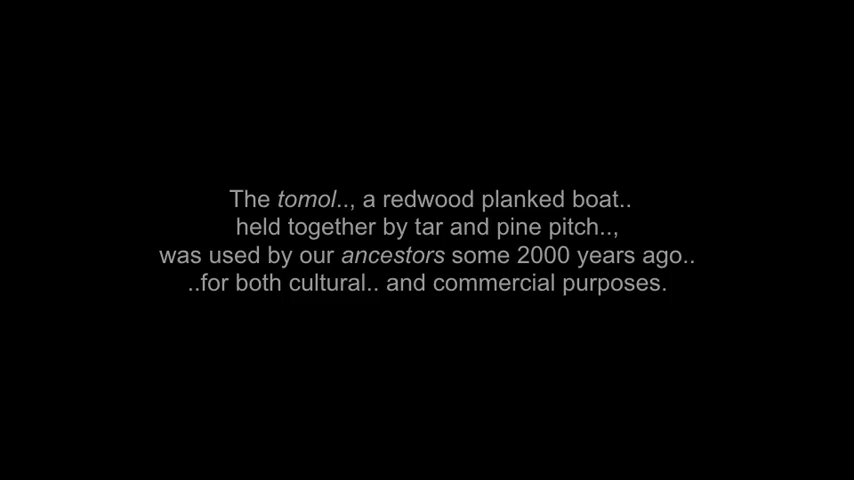 The tomol.., a redwood planked boat..
held together by tar and pine pitch..,
was used by our ancestors some 2000 years ago..
..for both cultural.. and commercial purposes.